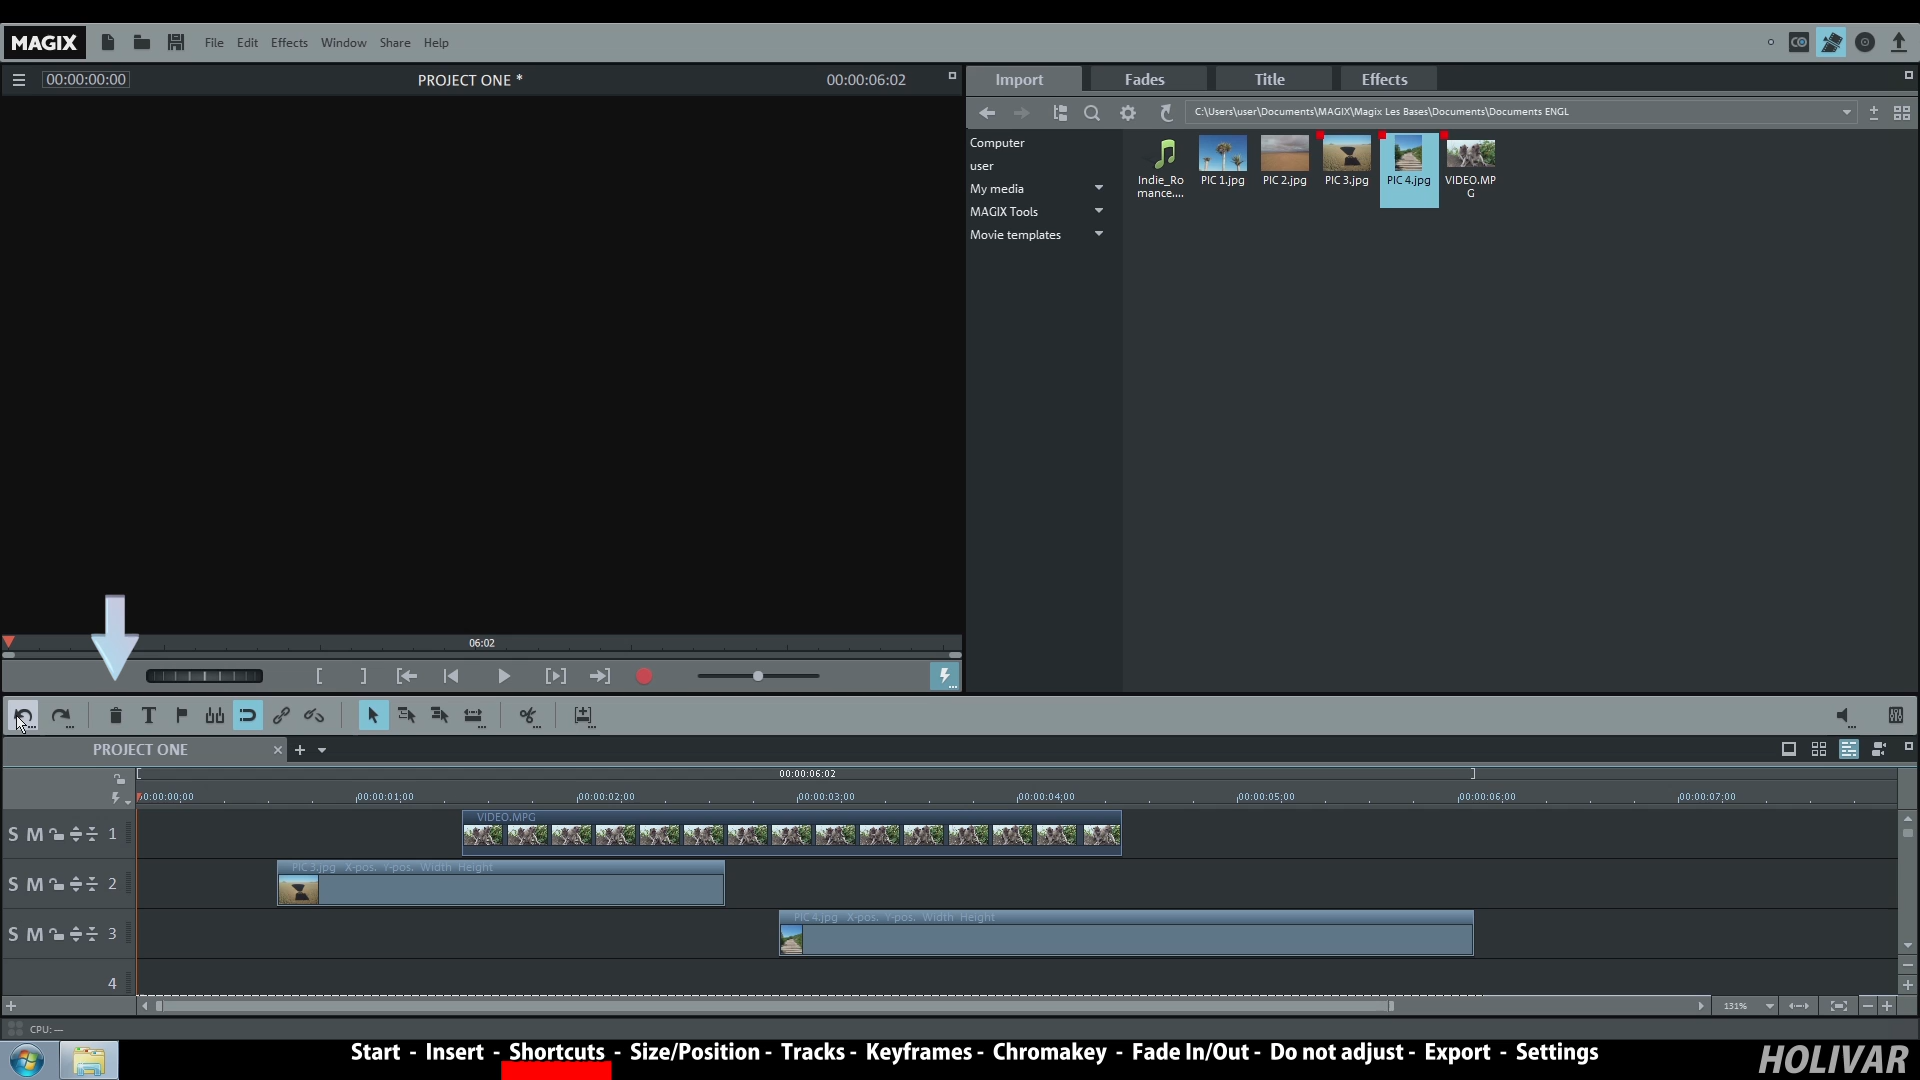 MAGIX File Edit Effects Window Share Help
00:00:00:00 PROJECT ONE * 00:00:06:02
Import Fades Title Effects
C:\Users\user\Documents\MAGIX\Magix Les Bases\Documents\Documents ENGL
Computer
user
My media
MAGIX Tools
Movie templates
Indie_Ro
mance....
PIC 1.jpg
PIC 2.jpg
PIC 3.jpg
PIC 4.jpg
VIDEO.MP
G
06:02
PROJECT ONE
00:00:06:02
00:00:00;00 00:00:01;00 00:00:02;00 00:00:03;00 00:00:04;00 00:00:05;00 00:00:06;00 00:00:07;00
S M 1 VIDEO.MPG
S M 2 PIC 3.jpg X-pos. Y-pos. Width Height
S M 3 PIC 4.jpg X-pos. Y-pos. Width Height
4
131%
CPU: —
Start - Insert - Shortcuts - Size/Position - Tracks - Keyframes - Chromakey - Fade In/Out - Do not adjust - Export - Settings
HOLIVAR